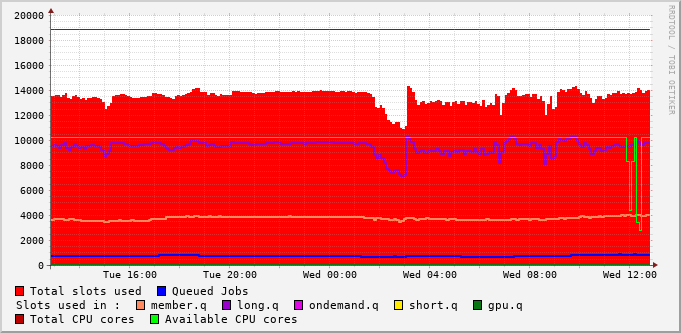 20000
18000
16000
14000
12000
10000
8000
6000
4000
2000
0
Tue 16:00 Tue 20:00 Wed 00:00 Wed 04:00 Wed 08:00 Wed 12:00
RRDTOOL / TOBI OETIKER
Total slots used Queued Jobs
Slots used in : member.q long.q ondemand.q short.q gpu.q
Total CPU cores Available CPU cores